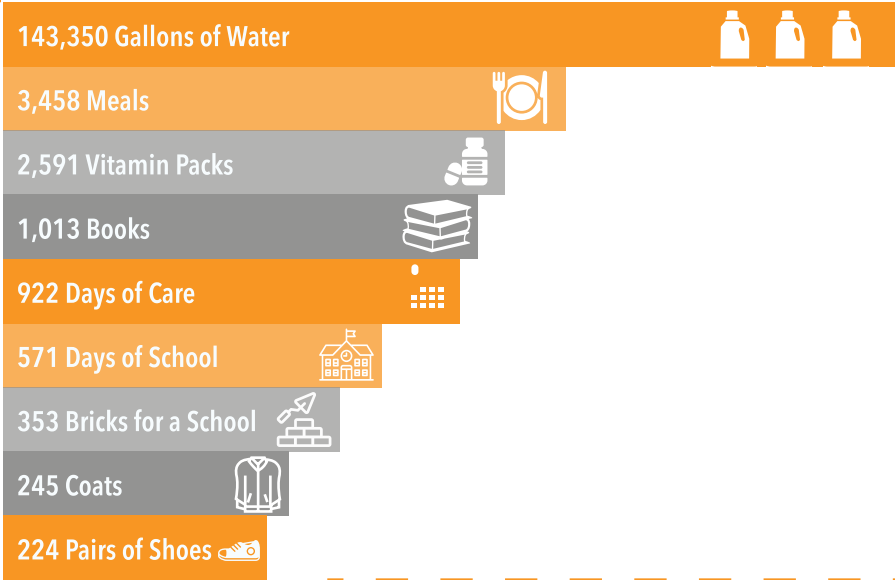 143,350 Gallons of Water
3,458 Meals
2,591 Vitamin Packs
1,013 Books
922 Days of Care
571 Days of School
353 Bricks for a School
245 Coats
224 Pairs of Shoes